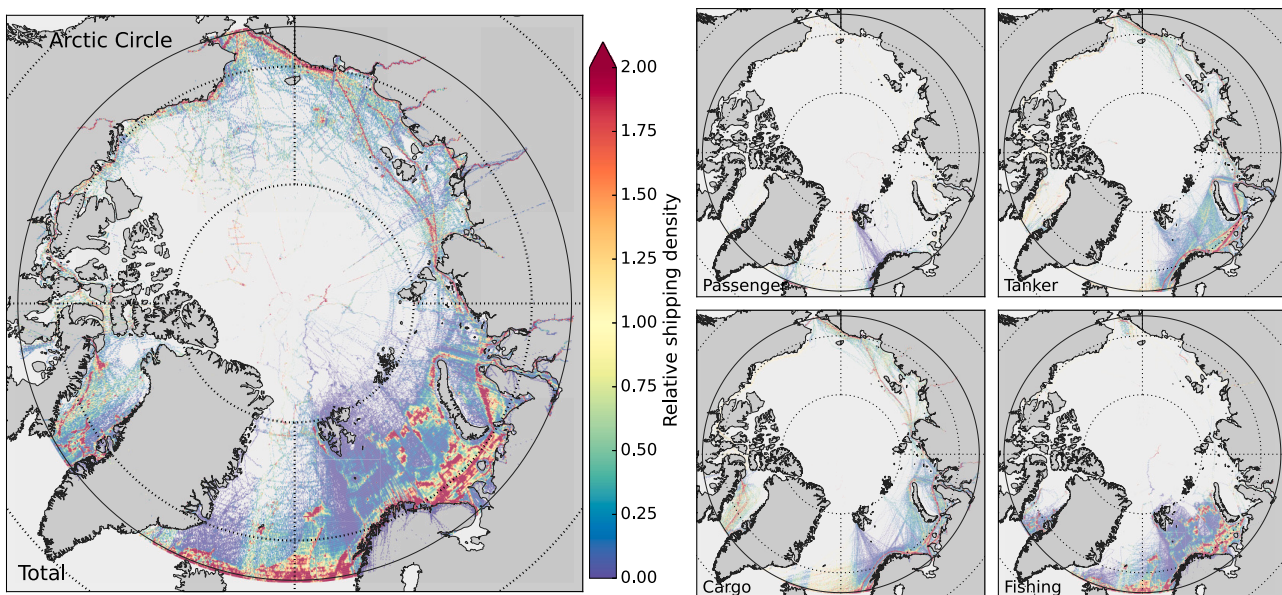 Arctic Circle
Total
2.00
1.75
1.50
1.25
1.00
0.75
0.50
0.25
0.00
Relative shipping density
Passenger
Tanker
Cargo
Fishing